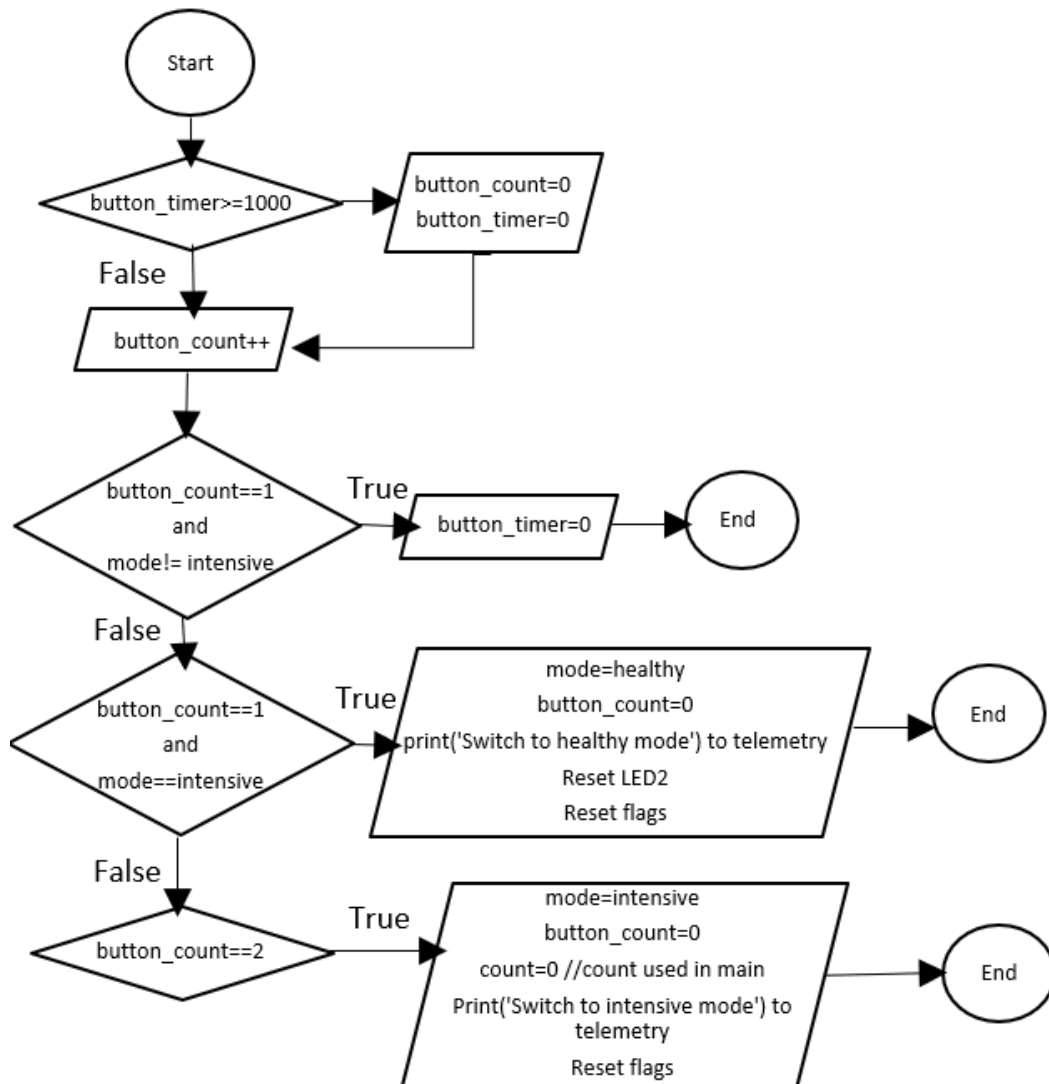 Start
button_timer>=1000
button_count=0
button_timer=0
False
button_count++
button_count==1
and
mode!= intensive
True
button_timer=0
End
False
button_count==1
and
mode==intensive
True
mode=healthy
button_count=0
print('Switch to healthy mode') to telemetry
Reset LED2
Reset flags
End
False
button_count==2
True
mode=intensive
button_count=0
count=0 //count used in main
Print('Switch to intensive mode') to
telemetry
Reset flags
End